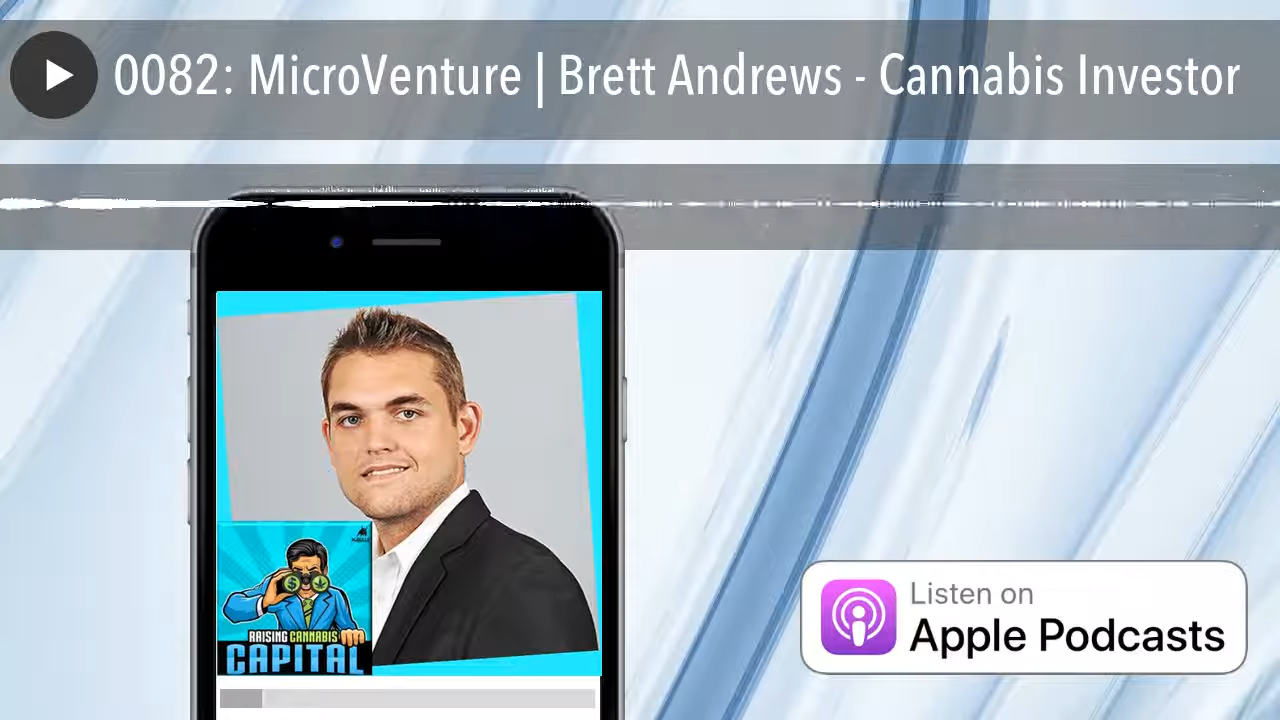 0082: MicroVenture | Brett Andrews - Cannabis Investor
$
RAISING CANNABIS
CAPITAL
Listen on
Apple Podcasts